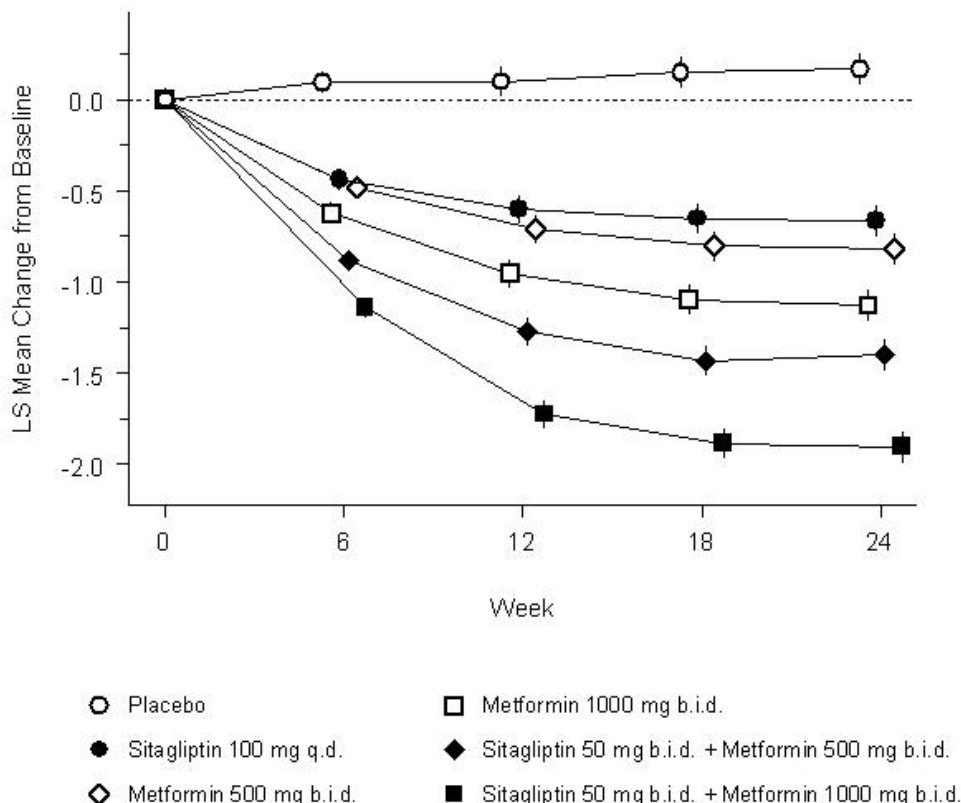 LS Mean Change from Baseline
0.0
-0.5
-1.0
-1.5
-2.0
0 6 12 18 24
Week
Placebo
Metformin 1000 mg b.i.d.
Sitagliptin 100 mg q.d.
Sitagliptin 50 mg b.i.d. + Metformin 500 mg b.i.d.
Metformin 500 mg b.i.d.
Sitagliptin 50 mg b.i.d. + Metformin 1000 mg b.i.d.